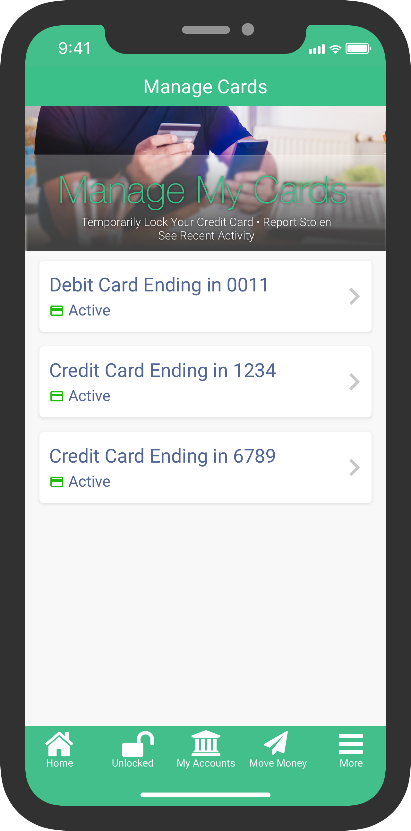 9:41
Manage Cards
Manage My Cards
Temporarily Lock Your Credit Card • Report Stolen
See Recent Activity
Debit Card Ending in 0011
Active
Credit Card Ending in 1234
Active
Credit Card Ending in 6789
Active
Home Unlocked My Accounts Move Money More